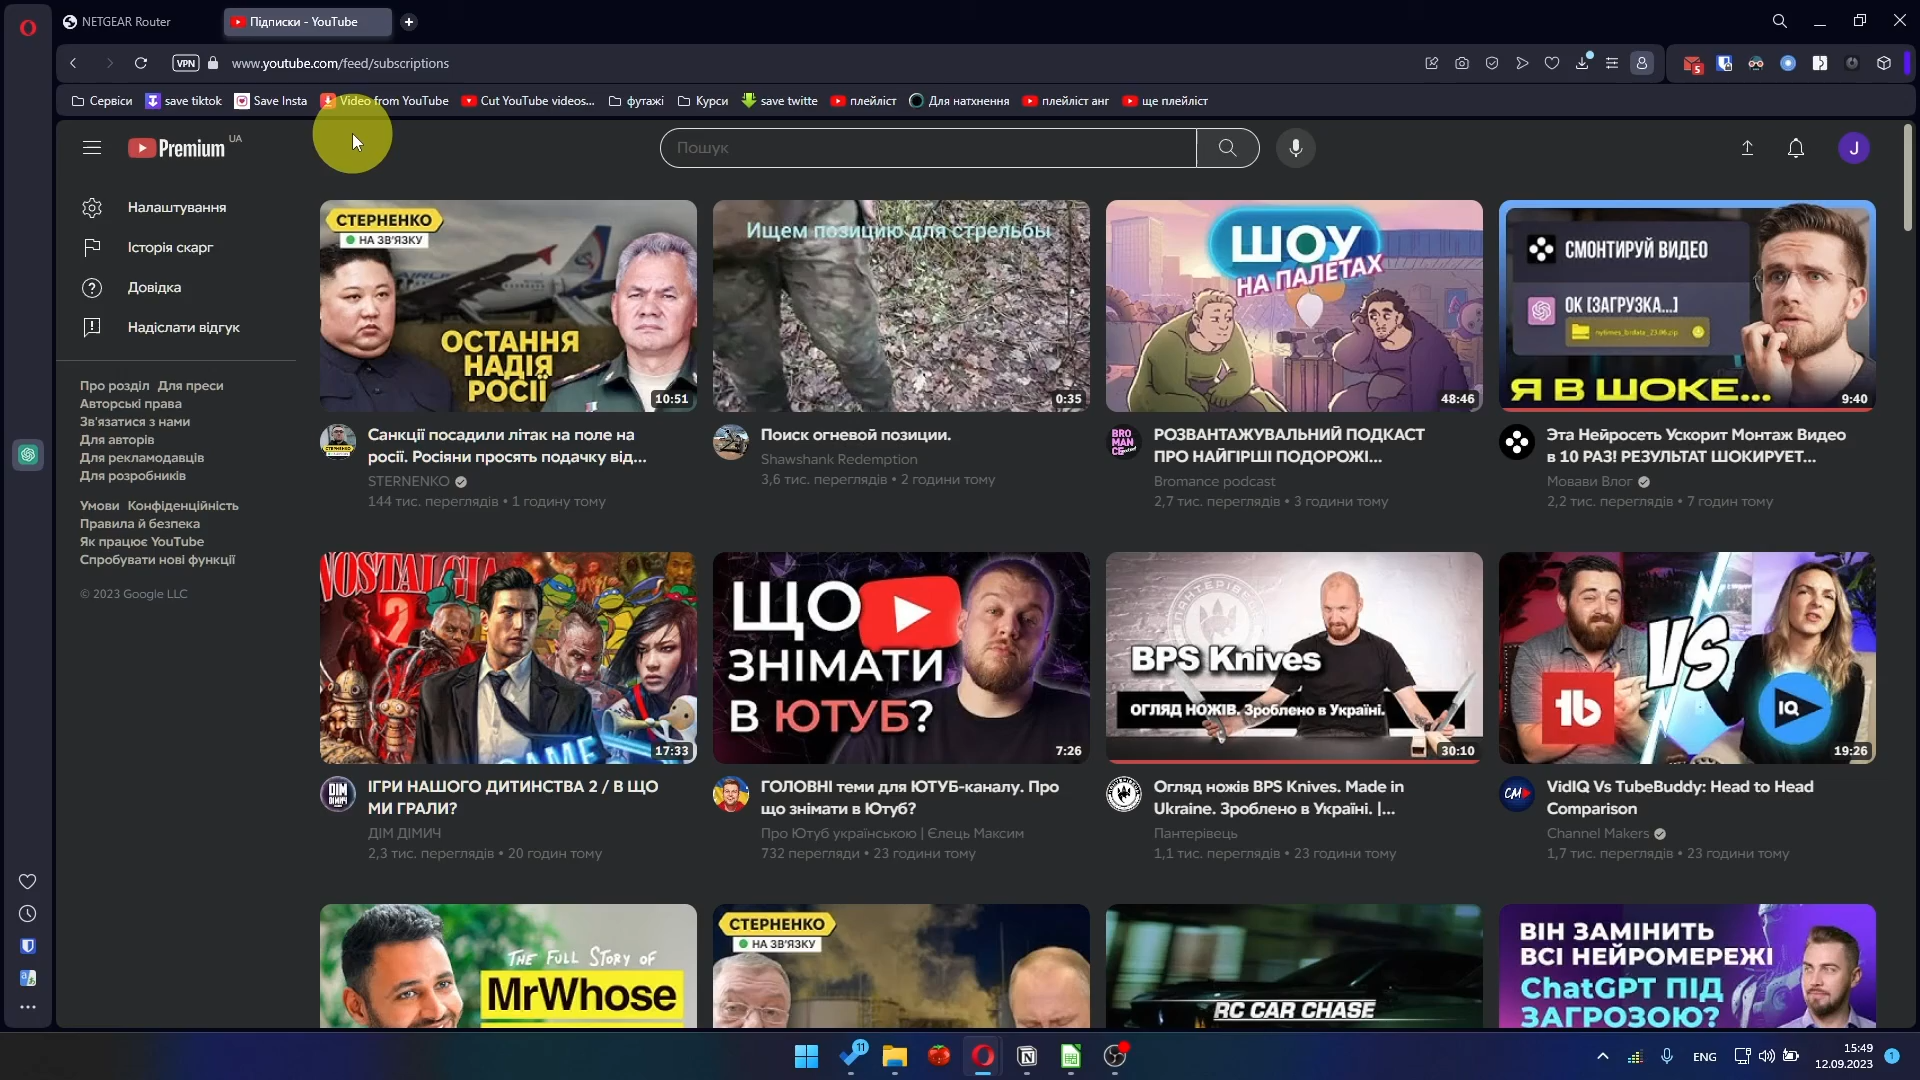 NETGEAR Router
Підписки - YouTube
VPN
www.youtube.com/feed/subscriptions
5
Сервіси
save tiktok
Save Insta
Video from YouTube
Cut YouTube videos...
футажі
Курси
save twitte
плейліст
Для натхнення
плейліст анг
ще плейліст
Premium UA
Пошук
J
Налаштування
Історія скарг
Довідка
Надіслати відгук
Про розділ Для преси
Авторські права
Зв'язатися з нами
Для авторів
Для рекламодавців
Для розробників
Умови Конфіденційність
Правила й безпека
Як працює YouTube
Спробувати нові функції
© 2023 Google LLC
СТЕРНЕНКО
НА ЗВ'ЯЗКУ
ОСТАННЯ
НАДІЯ
РОСІЇ
10:51
Санкції посадили літак на поле на
росії. Росіяни просять подачку від...
STERNENKO
144 тис. переглядів • 1 годину тому
Ищем позицию для стрельбы
0:35
Поиск огневой позиции.
Shawshank Redemption
3,6 тис. переглядів • 2 години тому
ШОУ
НА ПАЛЕТАХ
48:46
РОЗВАНТАЖУВАЛЬНИЙ ПОДКАСТ
ПРО НАЙГІРШІ ПОДОРОЖІ...
Bromance podcast
2,7 тис. переглядів • 3 години тому
СМОНТИРУЙ ВИДЕО
ОК [ЗАГРУЗКА...]
Я В ШОКЕ...
9:40
Эта Нейросеть Ускорит Монтаж Видео
в 10 РАЗ! РЕЗУЛЬТАТ ШОКИРУЕТ...
Мовави Влог
2,2 тис. переглядів • 7 годин тому
NOSTALGIA
2
GAME
17:33
ІГРИ НАШОГО ДИТИНСТВА 2 / В ЩО
МИ ГРАЛИ?
ДІМ ДІМИЧ
2,3 тис. переглядів • 20 годин тому
ЩО
ЗНІМАТИ
В ЮТУБ?
7:26
ГОЛОВНІ теми для ЮТУБ-каналу. Про
що знімати в Ютуб?
Про Ютуб українською | Єлець Максим
732 перегляди • 23 години тому
BPS Knives
ОГЛЯД НОЖІВ. Зроблено в Україні.
30:10
Огляд ножів BPS Knives. Made in
Ukraine. Зроблено в Україні. |...
Пантерівець
1,1 тис. переглядів • 23 години тому
VS
tb
IQ
19:26
VidIQ Vs TubeBuddy: Head to Head
Comparison
Channel Makers
1,7 тис. переглядів • 23 години тому
THE FULL STORY OF
MrWhose
СТЕРНЕНКО
НА ЗВ'ЯЗКУ
RC CAR CHASE
ВІН ЗАМІНИТЬ
ВСІ НЕЙРОМЕРЕЖІ
ChatGPT ПІД
ЗАГРОЗОЮ?
11
ENG
15:49
12.09.2023
1